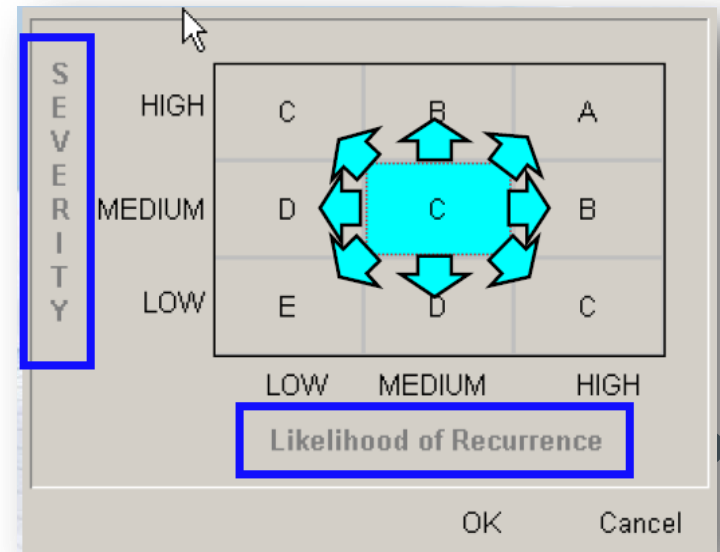 SEVERITY
HIGH C B A
MEDIUM D C B
LOW E D C
LOW MEDIUM HIGH
Likelihood of Recurrence
OK Cancel